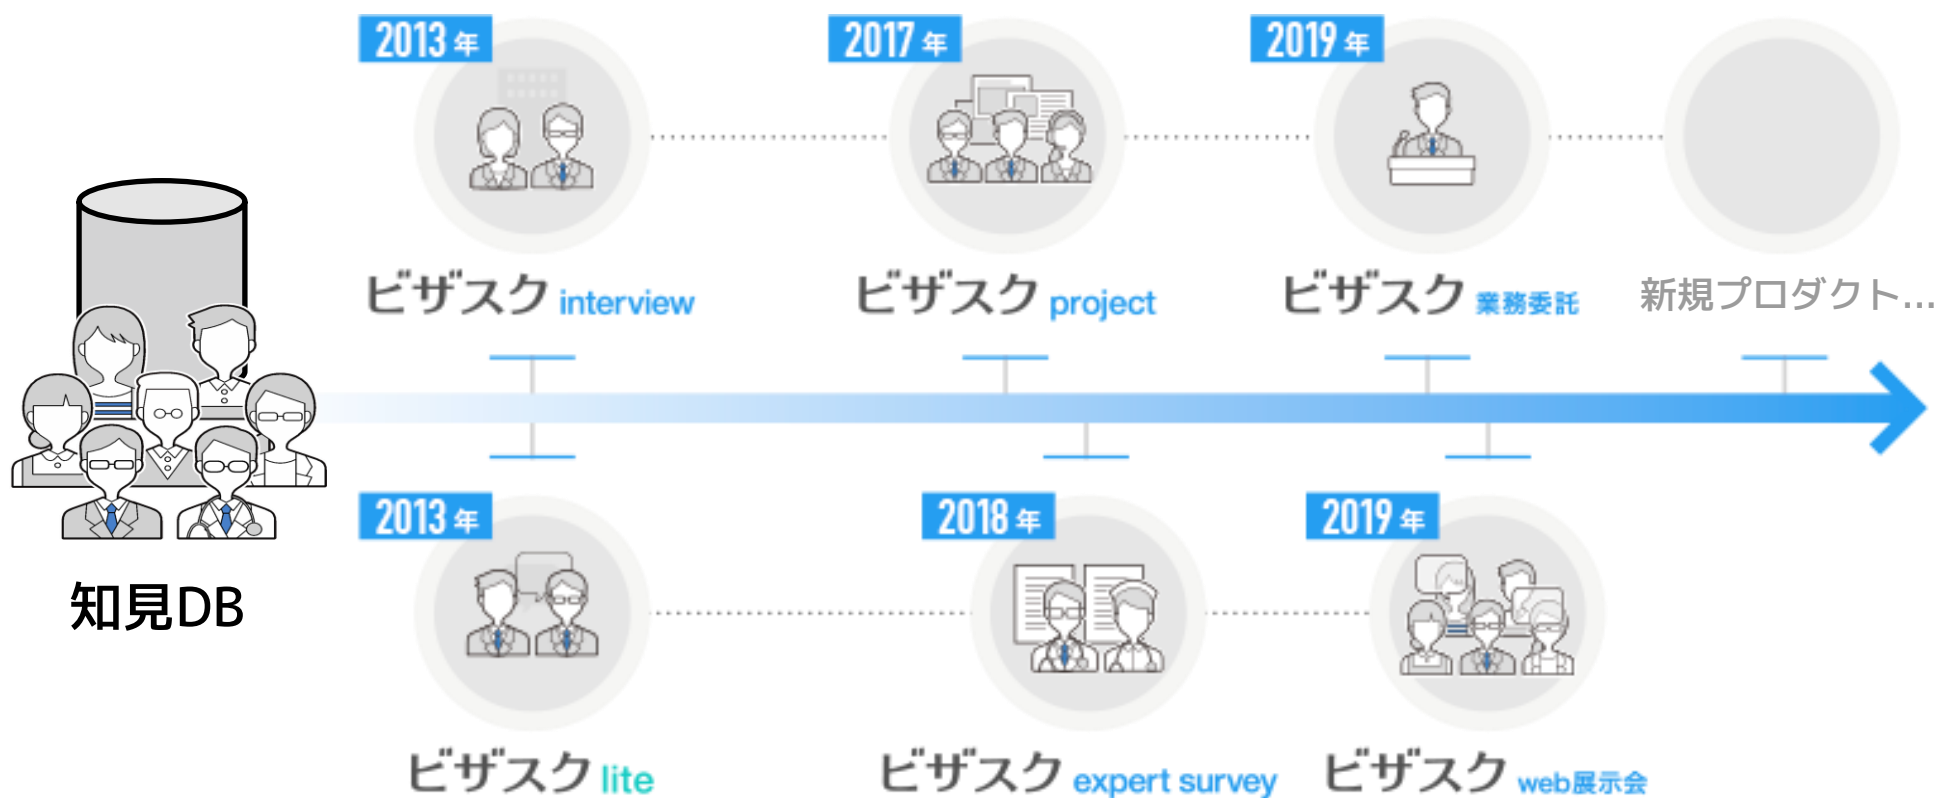 2013年
2017年
2019年
ビザスク interview
ビザスク project
ビザスク 業務委託
新規プロダクト...
知見DB
2013年
2018年
2019年
ビザスク lite
ビザスク expert survey
ビザスク web展示会